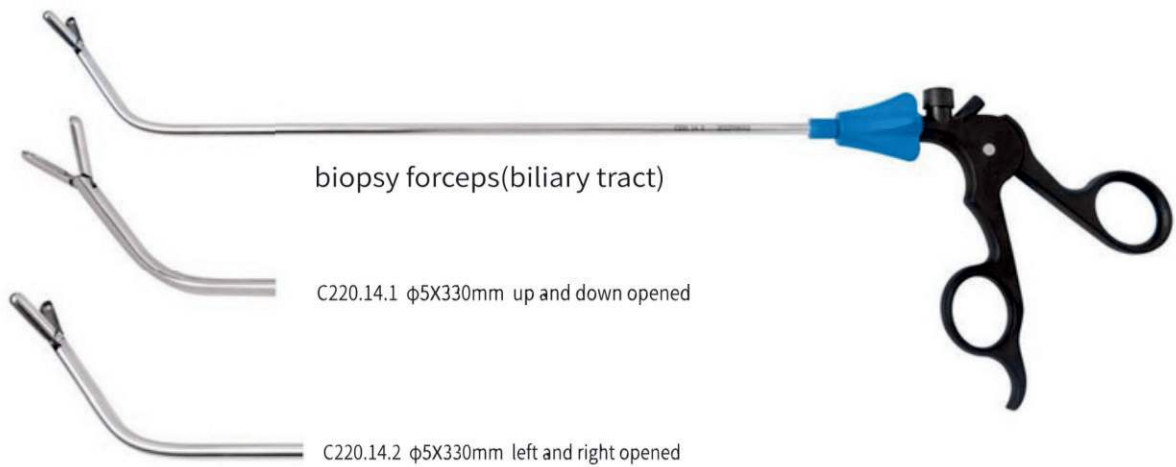 biopsy forceps(biliary tract)
C220.14.1 φ5X330mm up and down opened
C220.14.2 φ5X330mm left and right opened